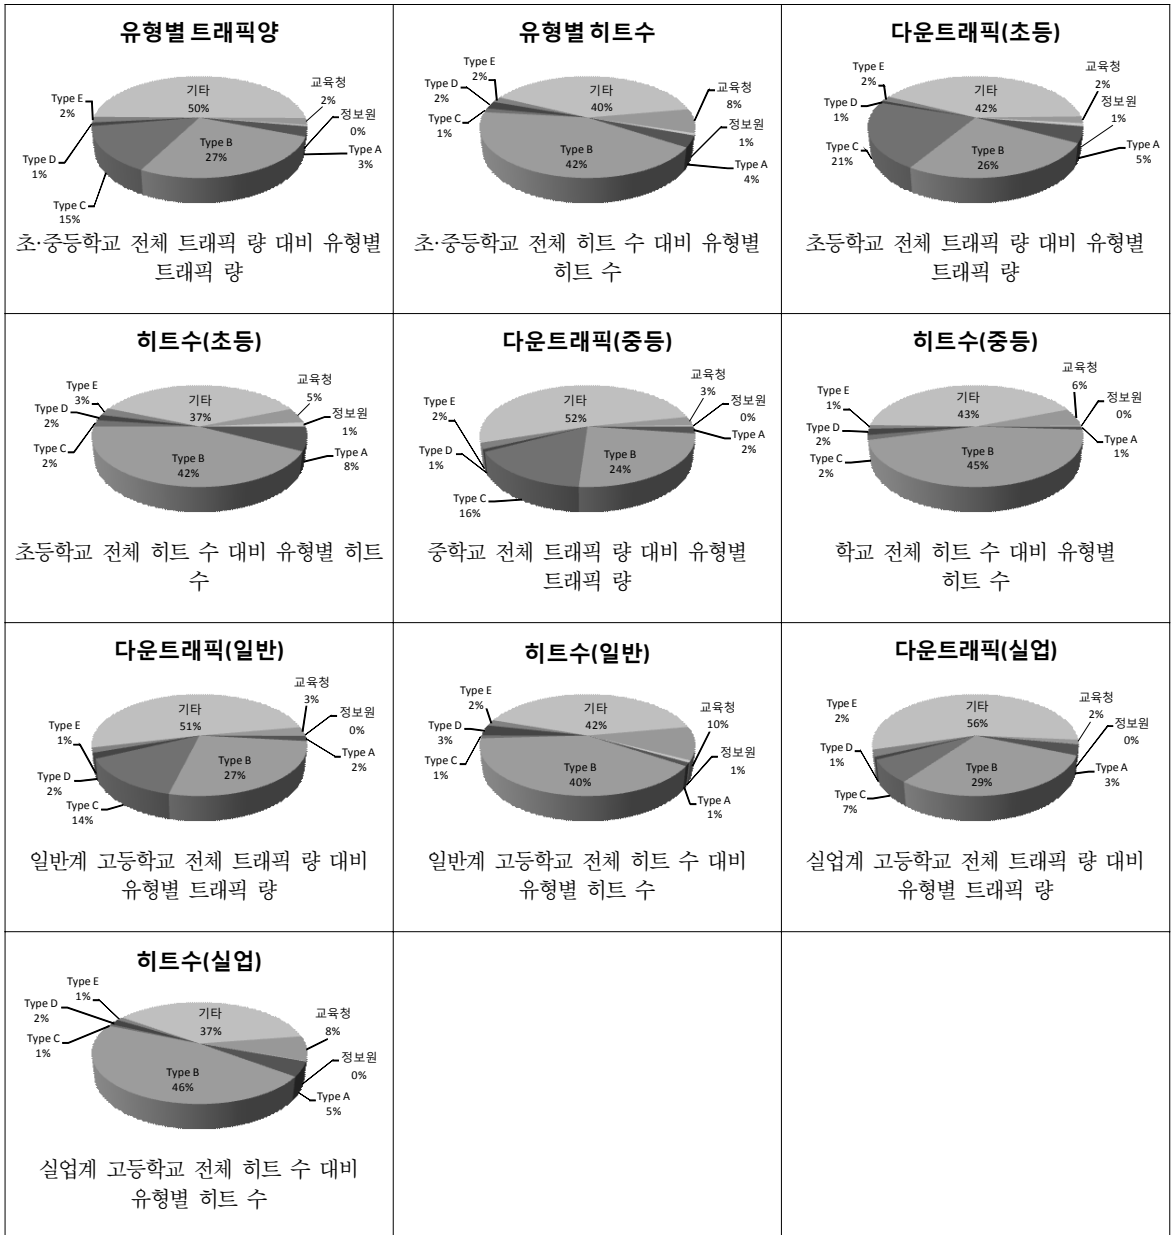 유형별 트래픽양
기타
50%
교육청
2%
정보원
0%
Type A
3%
Type B
27%
Type C
15%
Type D
1%
Type E
2%
초·중등학교 전체 트래픽 량 대비 유형별
트래픽 량
유형별 히트수
기타
40%
교육청
8%
정보원
1%
Type A
4%
Type B
42%
Type C
1%
Type D
2%
Type E
2%
초·중등학교 전체 히트 수 대비 유형별
히트 수
다운트래픽(초등)
기타
42%
교육청
2%
정보원
1%
Type A
5%
Type B
26%
Type C
21%
Type D
1%
Type E
2%
초등학교 전체 트래픽 량 대비 유형별
트래픽 량
히트수(초등)
기타
37%
교육청
5%
정보원
1%
Type A
8%
Type B
42%
Type C
2%
Type D
2%
Type E
3%
초등학교 전체 히트 수 대비 유형별 히트
수
다운트래픽(중등)
기타
52%
교육청
3%
정보원
0%
Type A
2%
Type B
24%
Type C
16%
Type D
1%
Type E
2%
중학교 전체 트래픽 량 대비 유형별
트래픽 량
히트수(중등)
기타
43%
교육청
6%
정보원
0%
Type A
1%
Type B
45%
Type C
2%
Type D
2%
Type E
1%
학교 전체 히트 수 대비 유형별
히트 수
다운트래픽(일반)
기타
51%
교육청
3%
정보원
0%
Type A
2%
Type B
27%
Type C
14%
Type D
2%
Type E
1%
일반계 고등학교 전체 트래픽 량 대비
유형별 트래픽 량
히트수(일반)
기타
42%
교육청
10%
정보원
1%
Type A
1%
Type B
40%
Type C
1%
Type D
3%
Type E
2%
일반계 고등학교 전체 히트 수 대비
유형별 히트 수
다운트래픽(실업)
기타
56%
교육청
2%
정보원
0%
Type A
3%
Type B
29%
Type C
7%
Type D
1%
Type E
2%
실업계 고등학교 전체 트래픽 량 대비
유형별 트래픽 량
히트수(실업)
기타
37%
교육청
8%
정보원
0%
Type A
5%
Type B
46%
Type C
1%
Type D
2%
Type E
1%
실업계 고등학교 전체 히트 수 대비
유형별 히트 수